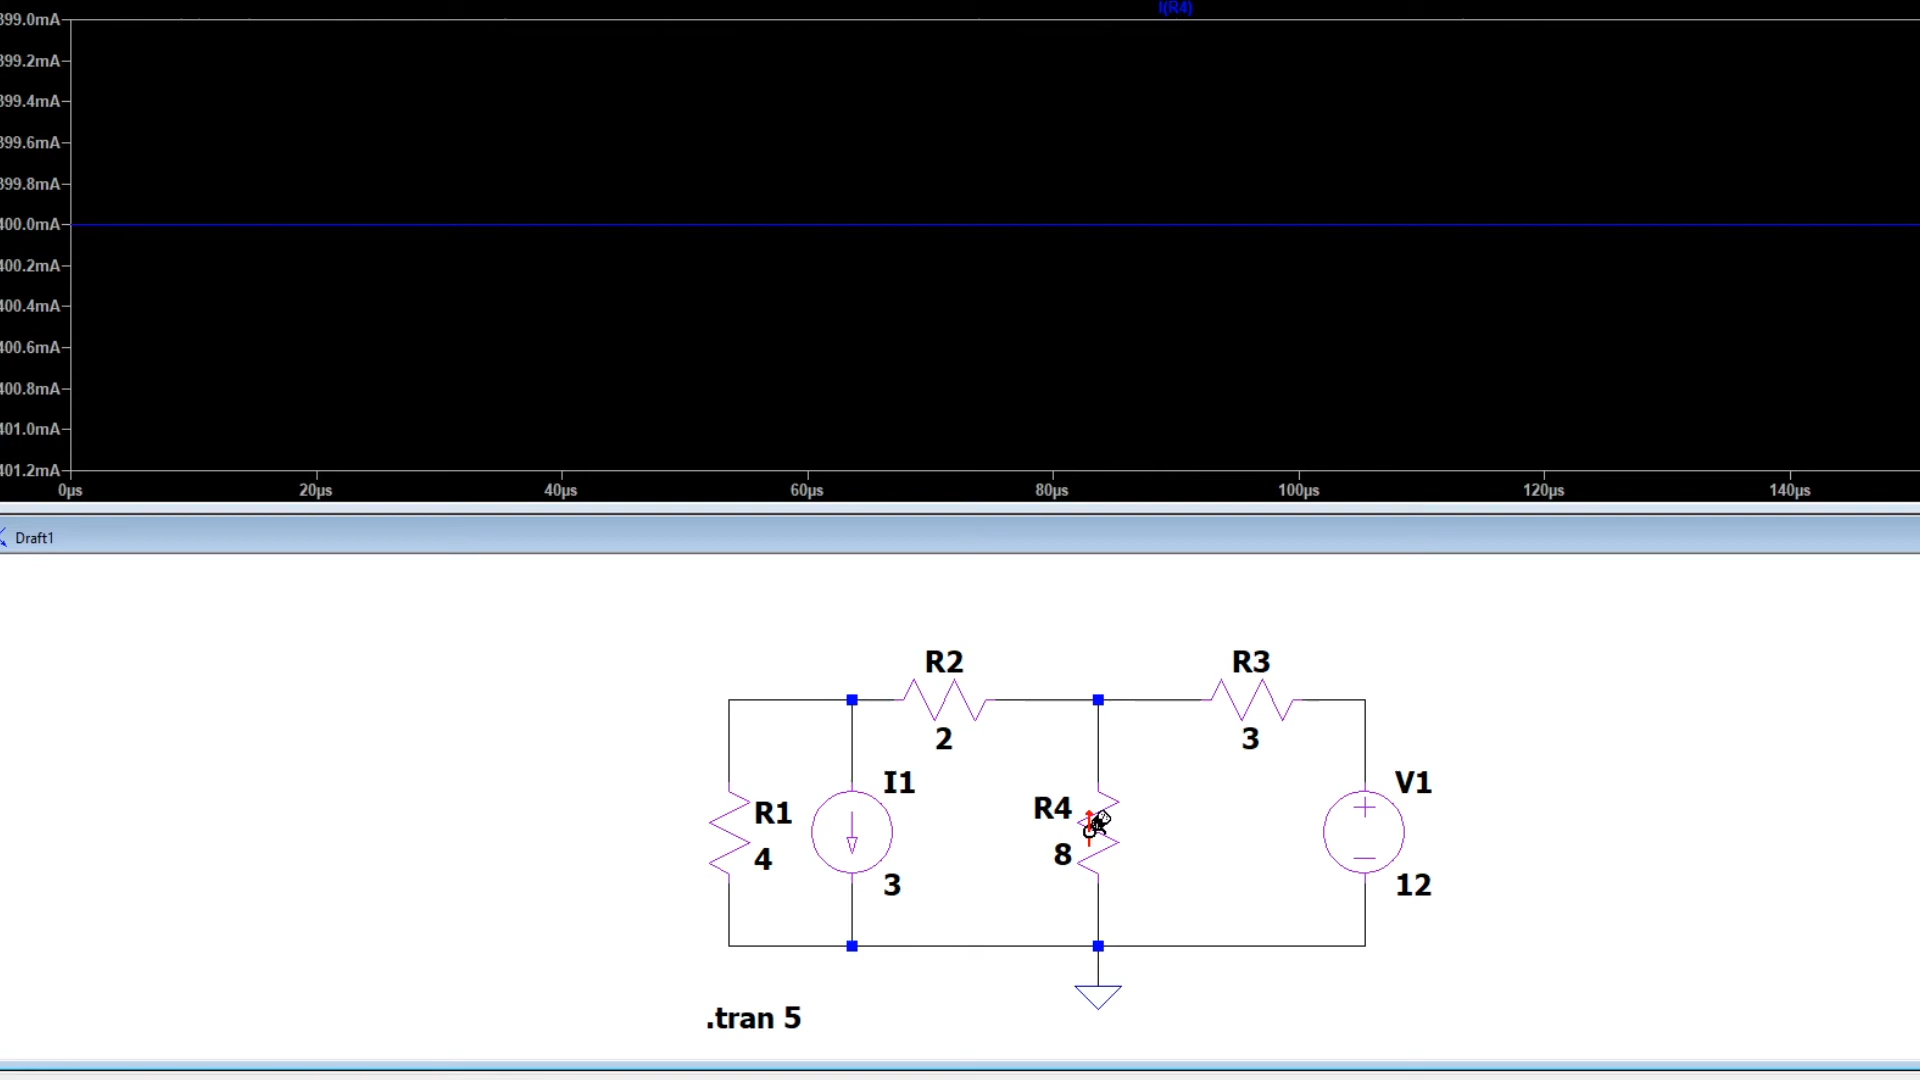 I(R4)
399.0mA
399.2mA
399.4mA
399.6mA
399.8mA
400.0mA
400.2mA
400.4mA
400.6mA
400.8mA
401.0mA
401.2mA
0µs 20µs 40µs 60µs 80µs 100µs 120µs 140µs
Draft1
R2 R3
2 3
I1 V1
R4
R1
8
4
3 12
.tran 5